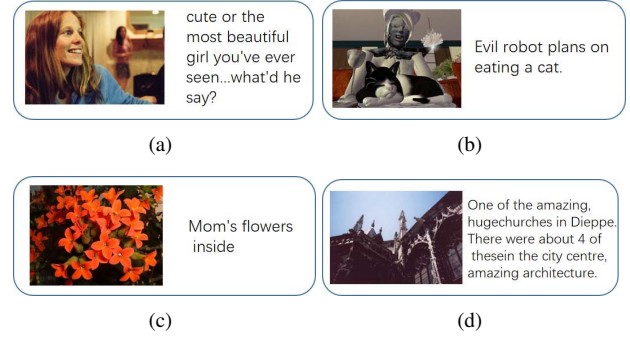 cute or the
most beautiful
girl you've ever
seen...what'd he
say?
(a)
Evil robot plans on
eating a cat.
(b)
Mom's flowers
inside
(c)
One of the amazing,
hugechurches in Dieppe.
There were about 4 of
thesein the city centre,
amazing architecture.
(d)